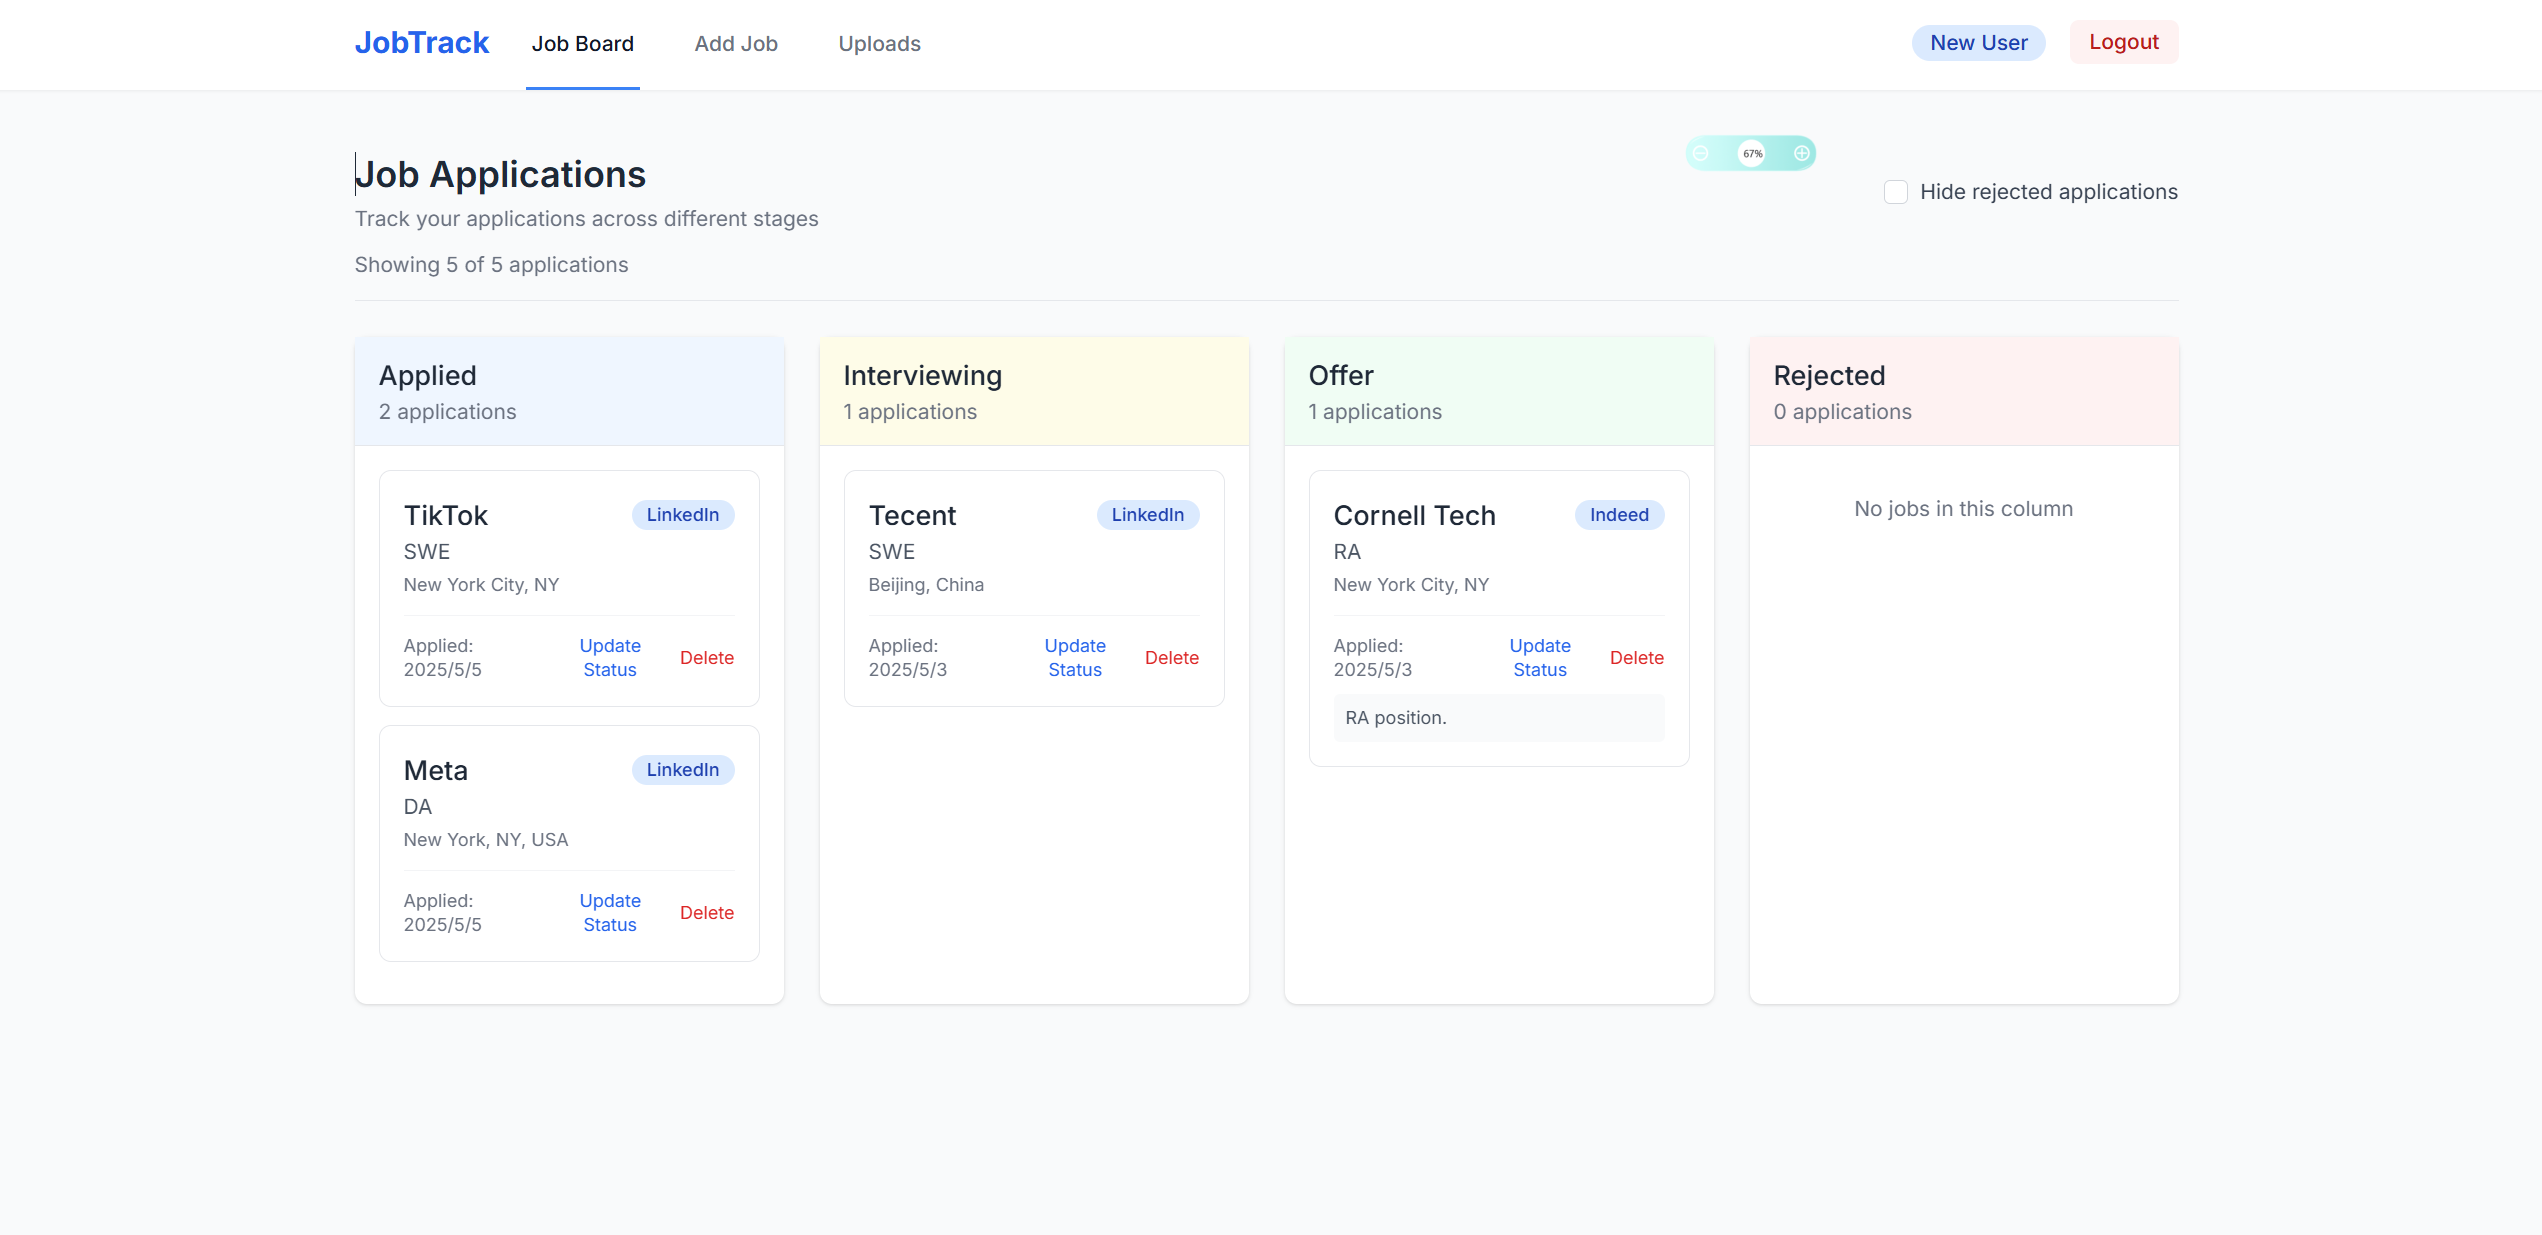 JobTrack
Job Board
Add Job
Uploads
New User
Logout
Job Applications
67%
Hide rejected applications
Track your applications across different stages
Showing 5 of 5 applications
Applied
2 applications
TikTok
LinkedIn
SWE
New York City, NY
Applied:
2025/5/5
Update
Status
Delete
Meta
LinkedIn
DA
New York, NY, USA
Applied:
2025/5/5
Update
Status
Delete
Interviewing
1 applications
Tecent
LinkedIn
SWE
Beijing, China
Applied:
2025/5/3
Update
Status
Delete
Offer
1 applications
Cornell Tech
Indeed
RA
New York City, NY
Applied:
2025/5/3
Update
Status
Delete
RA position.
Rejected
0 applications
No jobs in this column